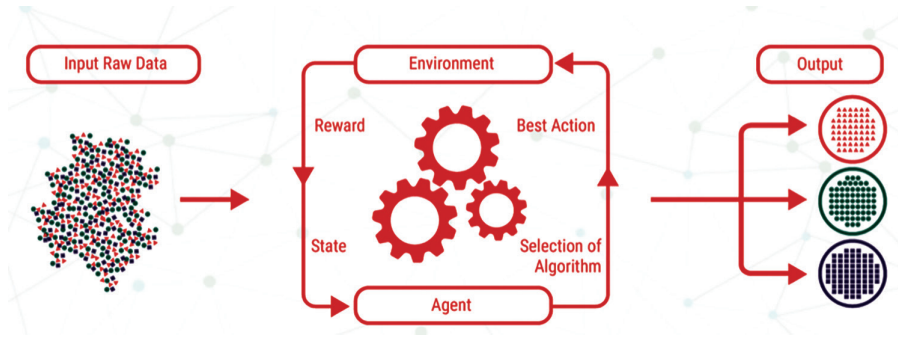 Input Raw Data
Environment
Output
Reward
Best Action
State
Selection of
Algorithm
Agent